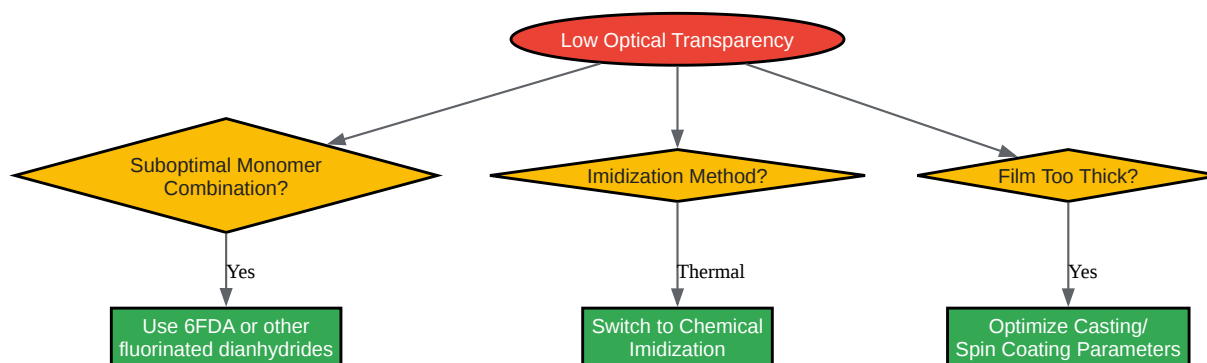 Low Optical Transparency
Suboptimal Monomer
Combination?
Imidization Method?
Film Too Thick?
Yes
Thermal
Yes
Use 6FDA or other
fluorinated dianhydrides
Switch to Chemical
Imidization
Optimize Casting/
Spin Coating Parameters